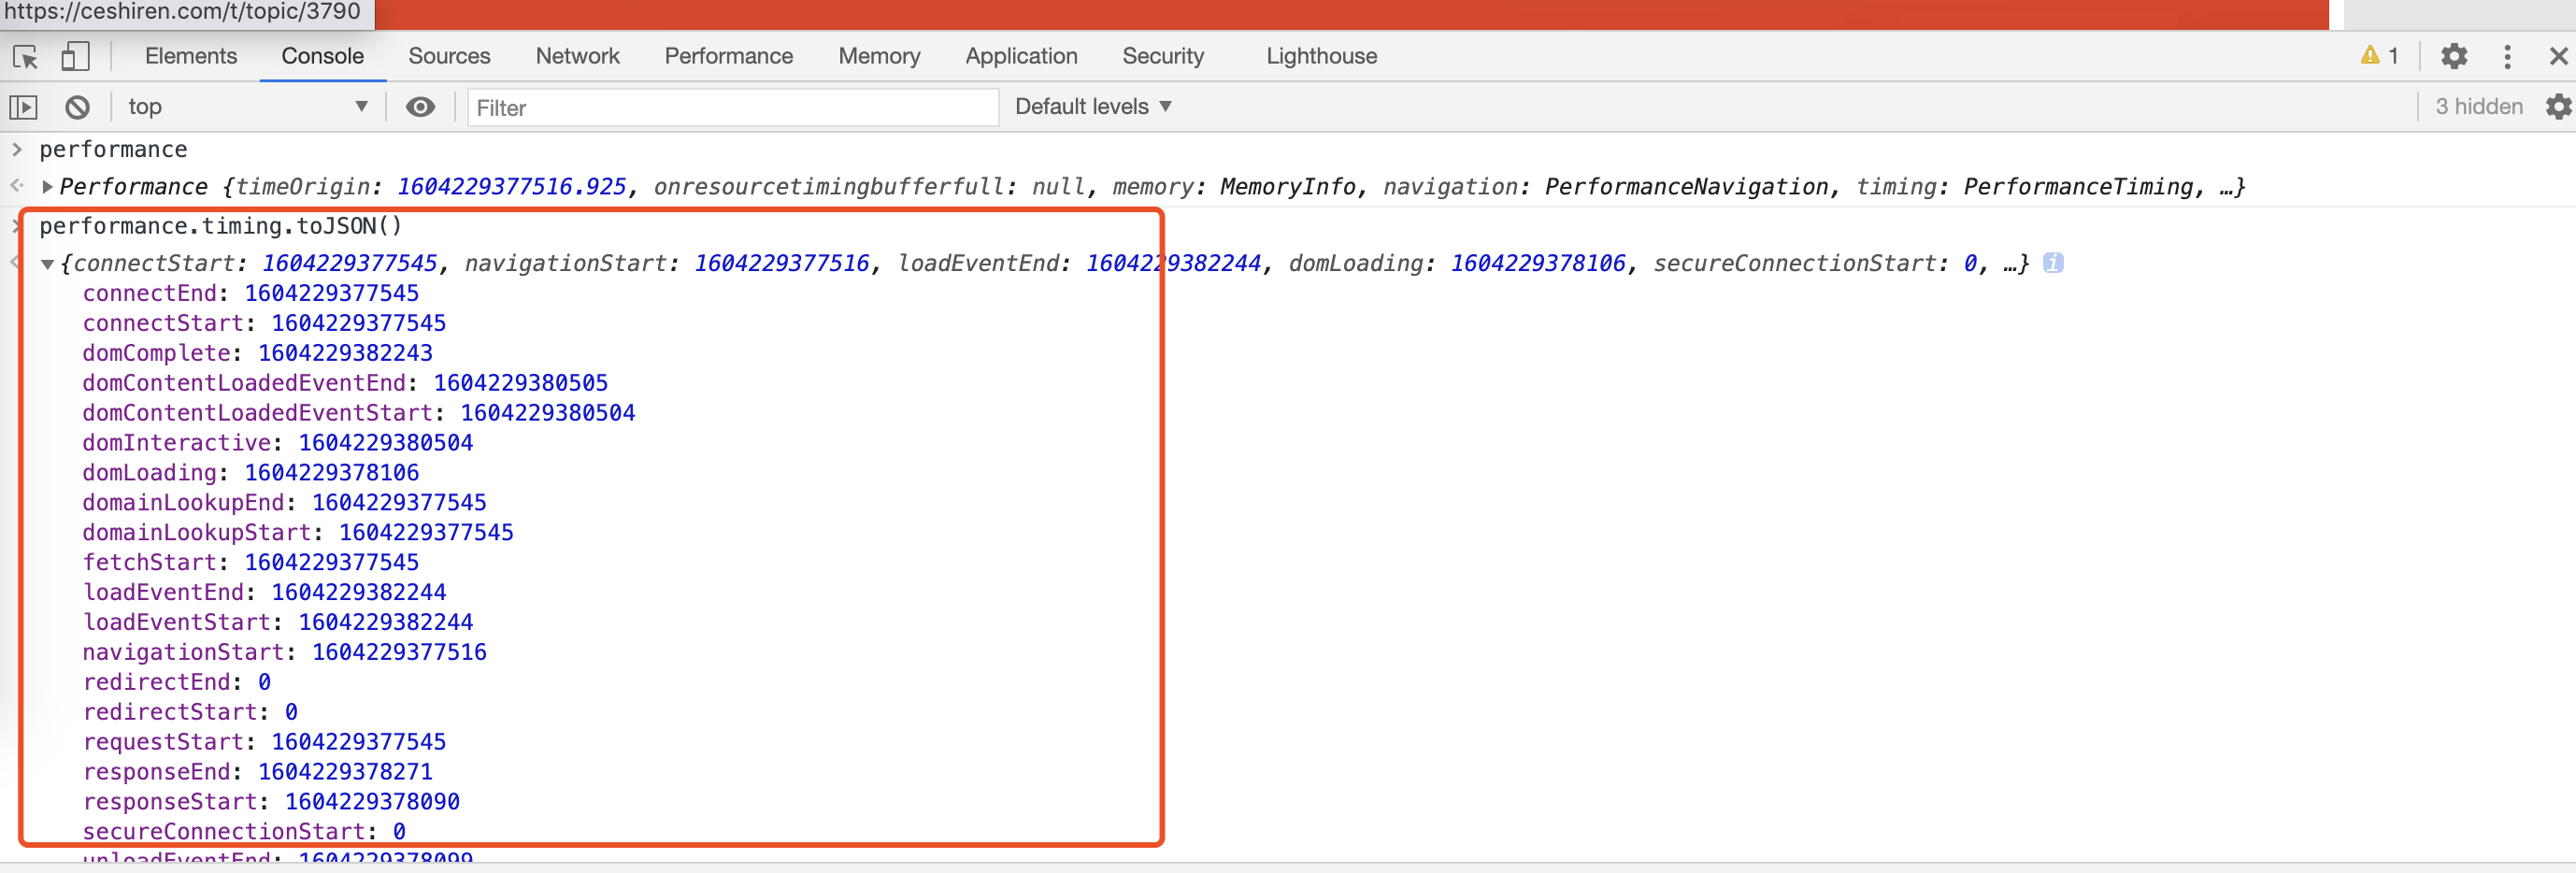 https://ceshiren.com/t/topic/3790
Elements Console Sources Network Performance Memory Application Security Lighthouse 1
top Filter Default levels 3 hidden
performance
Performance {timeOrigin: 1604229377516.925, onresourcetimingbufferfull: null, memory: MemoryInfo, navigation: PerformanceNavigation, timing: PerformanceTiming, …}
performance.timing.toJSON()
{connectStart: 1604229377545, navigationStart: 1604229377516, loadEventEnd: 1604229382244, domLoading: 1604229378106, secureConnectionStart: 0, …}
connectEnd: 1604229377545
connectStart: 1604229377545
domComplete: 1604229382243
domContentLoadedEventEnd: 1604229380505
domContentLoadedEventStart: 1604229380504
domInteractive: 1604229380504
domLoading: 1604229378106
domainLookupEnd: 1604229377545
domainLookupStart: 1604229377545
fetchStart: 1604229377545
loadEventEnd: 1604229382244
loadEventStart: 1604229382244
navigationStart: 1604229377516
redirectEnd: 0
redirectStart: 0
requestStart: 1604229377545
responseEnd: 1604229378271
responseStart: 1604229378090
secureConnectionStart: 0
unloadEventEnd: 1604229378099